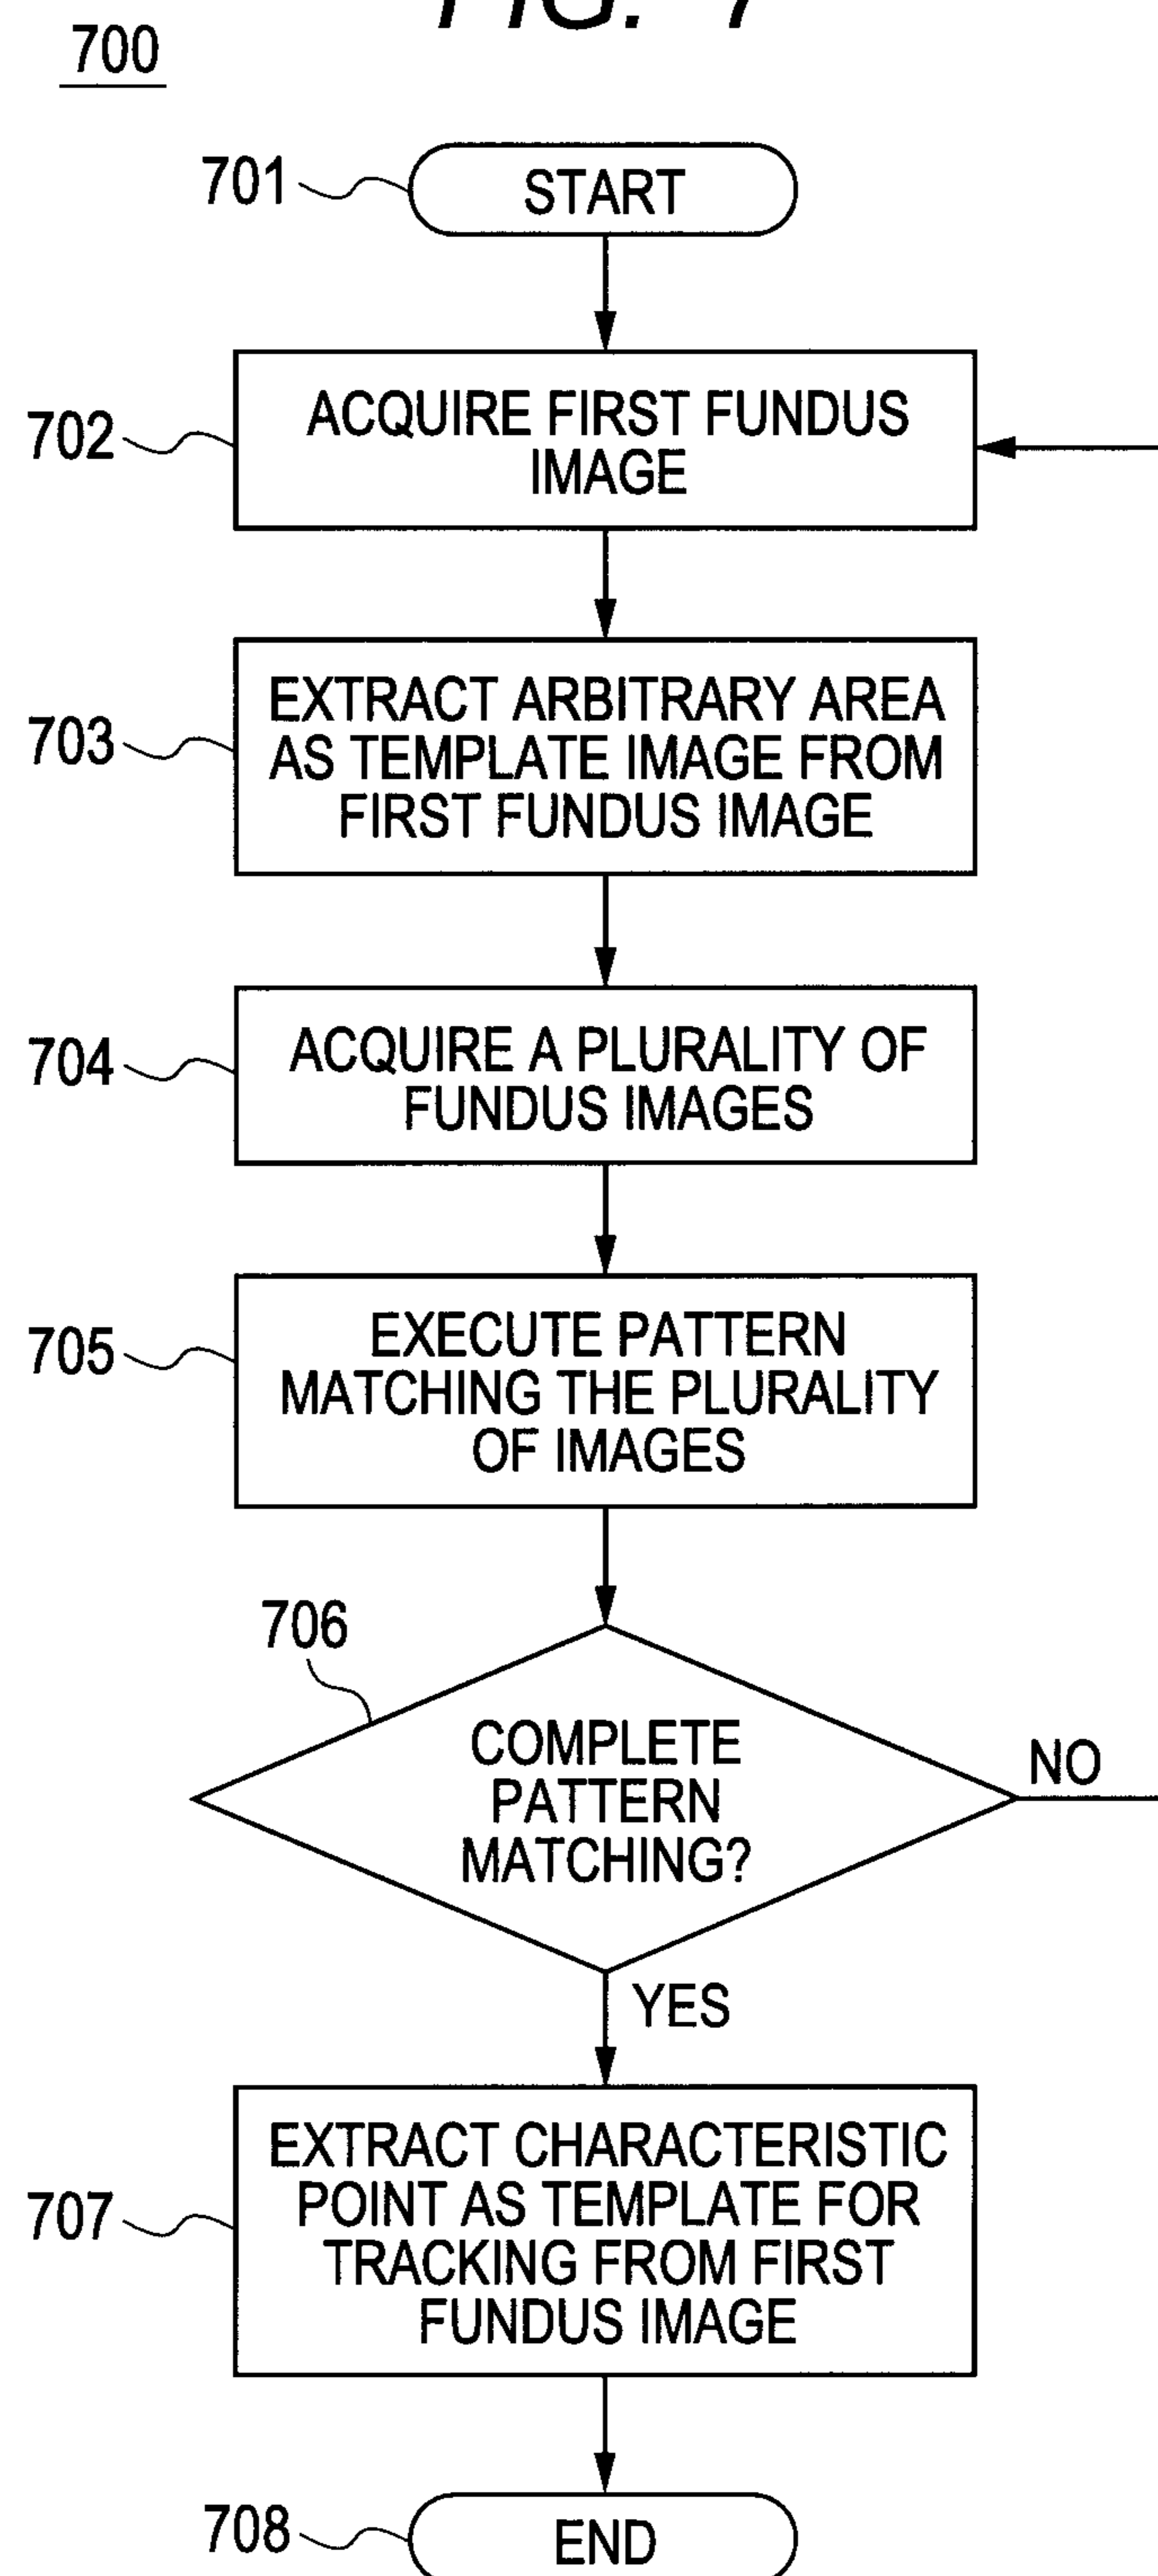 FIG. 7
700
701
START
702
ACQUIRE FIRST FUNDUS
IMAGE
703
EXTRACT ARBITRARY AREA
AS TEMPLATE IMAGE FROM
FIRST FUNDUS IMAGE
704
ACQUIRE A PLURALITY OF
FUNDUS IMAGES
705
EXECUTE PATTERN
MATCHING THE PLURALITY
OF IMAGES
706
COMPLETE
PATTERN
MATCHING?
NO
YES
707
EXTRACT CHARACTERISTIC
POINT AS TEMPLATE FOR
TRACKING FROM FIRST
FUNDUS IMAGE
708
END